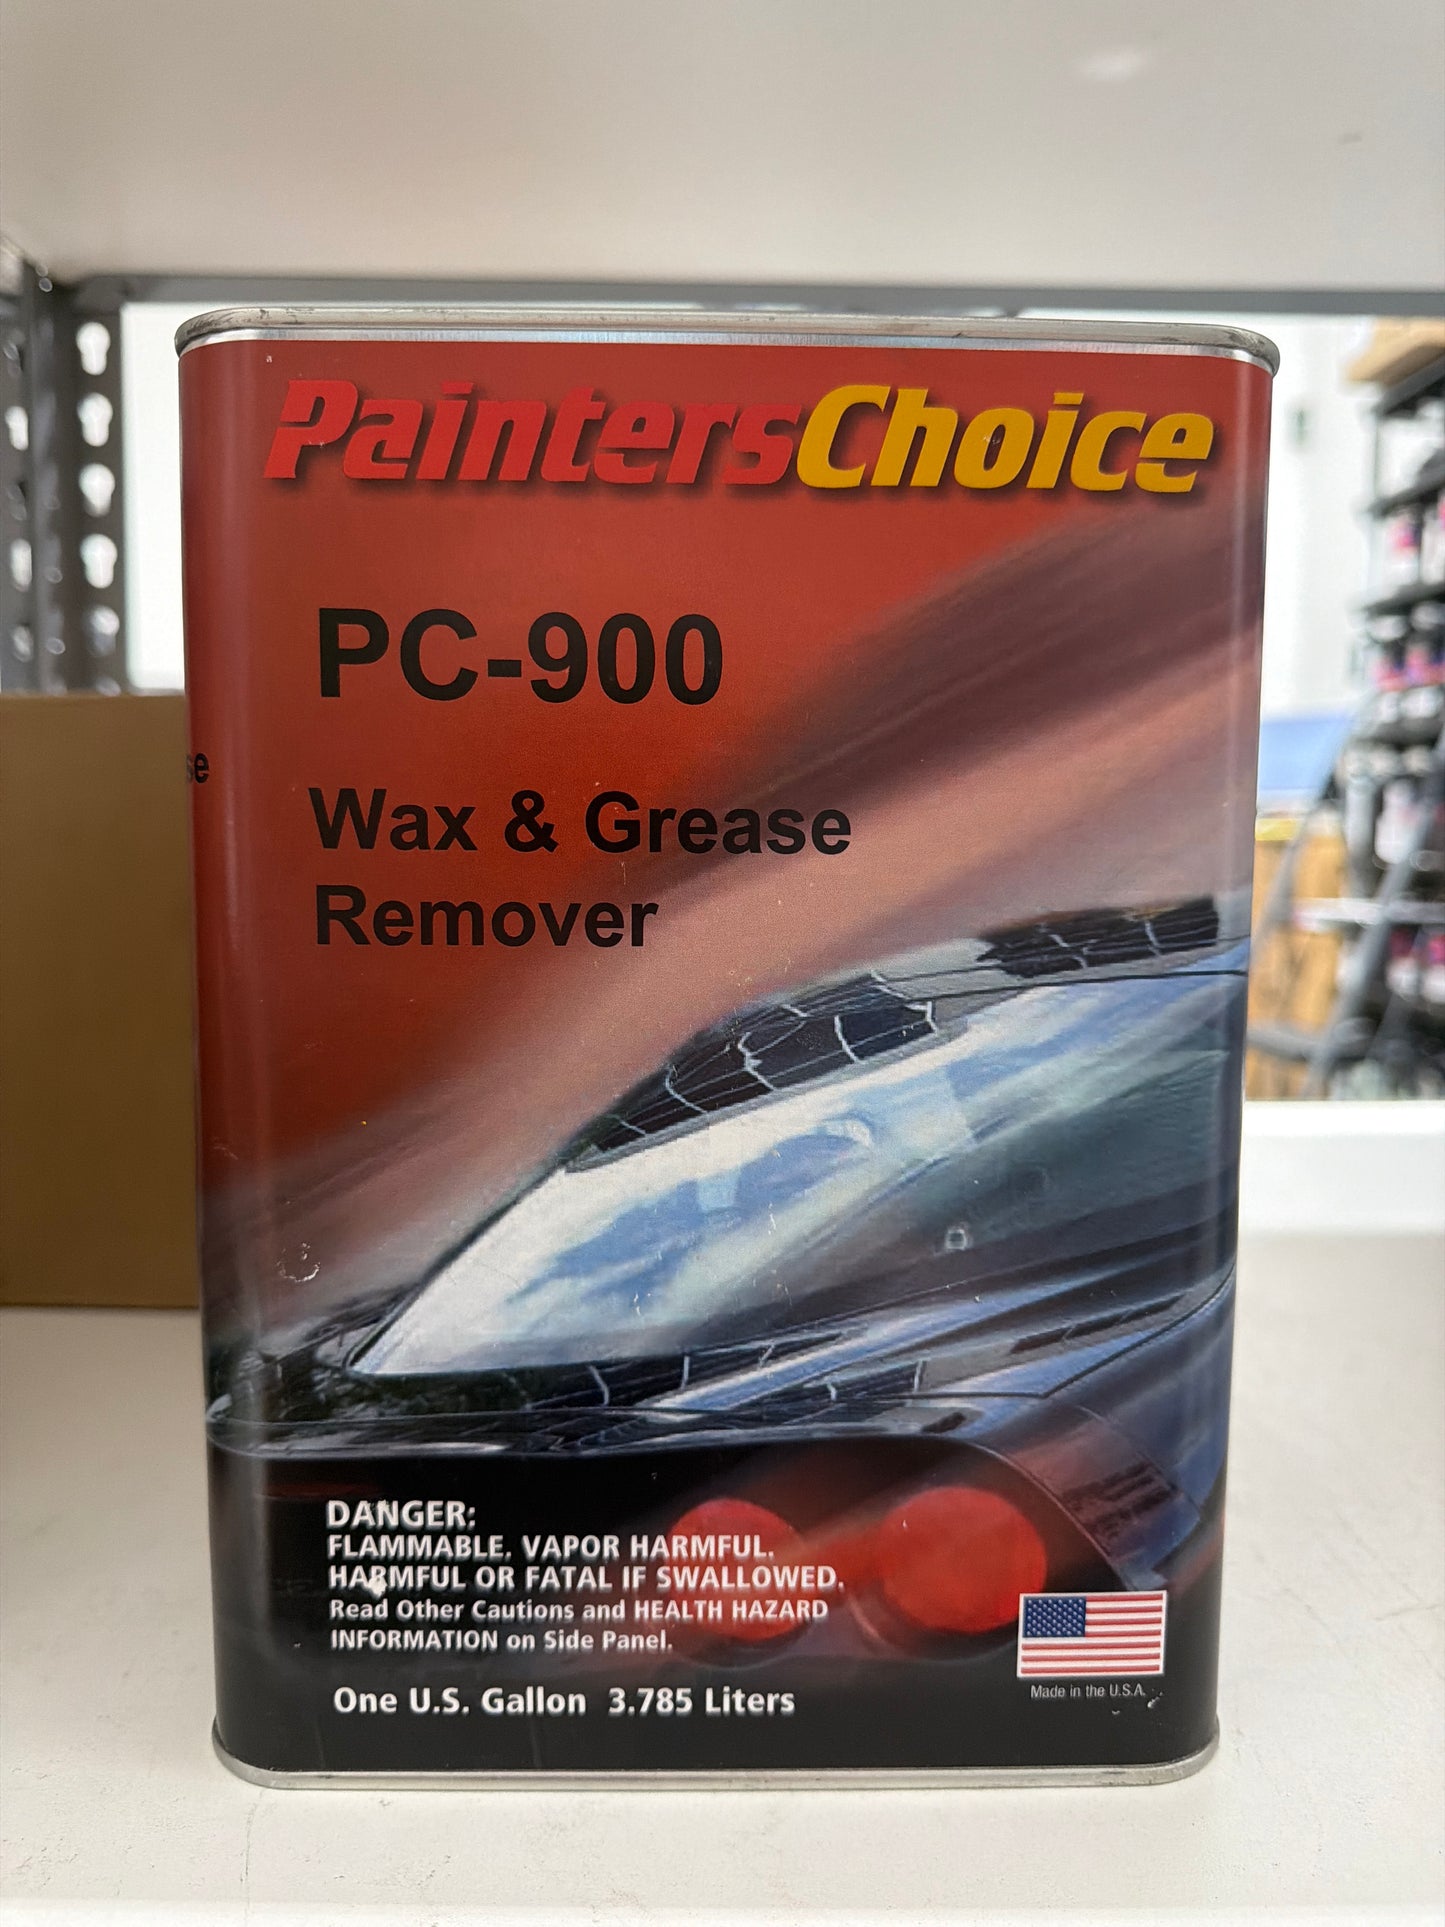 PaintersChoice
PC-900
Wax & Grease
Remover
DANGER:
FLAMMABLE. VAPOR HARMFUL.
HARMFUL OR FATAL IF SWALLOWED.
Read Other Cautions and HEALTH HAZARD
INFORMATION on Side Panel.
One U.S. Gallon 3.785 Liters
Made in the U.S.A.